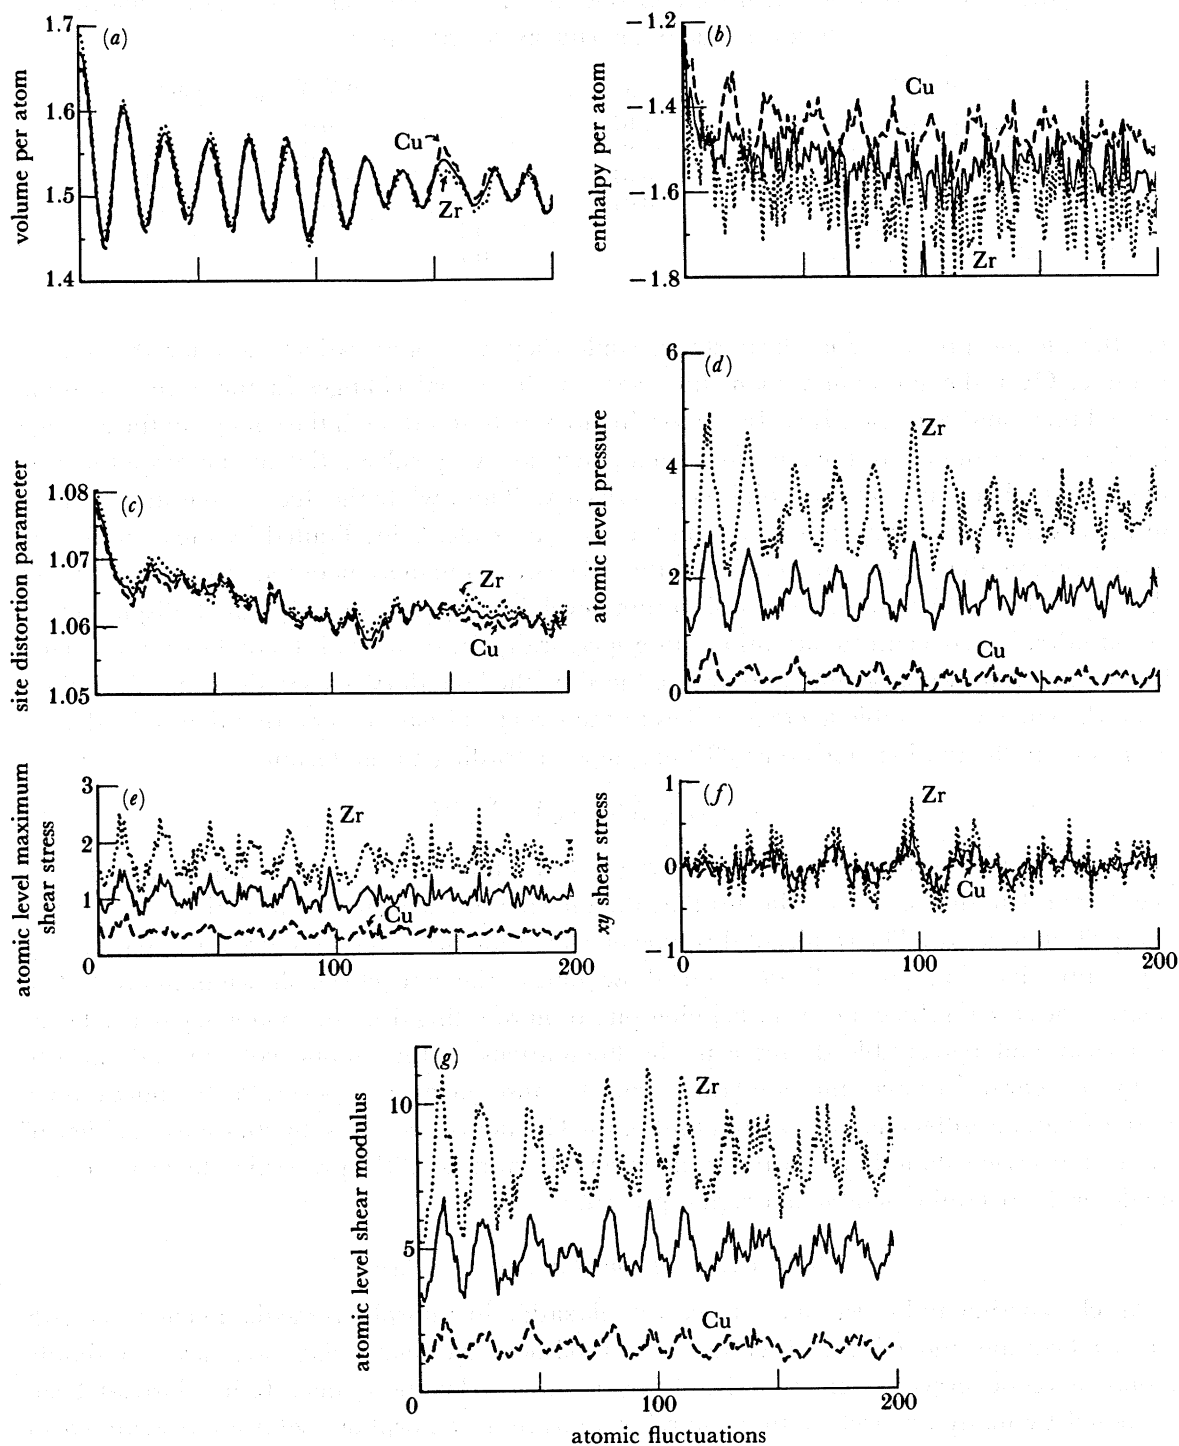 1.7
(a)
1.6
1.5
1.4
volume per atom
Cu
Zr
−1.2
(b)
−1.4
−1.6
−1.8
enthalpy per atom
Cu
Zr
1.08
(c)
1.07
1.06
1.05
site distortion parameter
Zr
Cu
6
(d)
4
2
0
atomic level pressure
Zr
Cu
3
(e)
2
1
0
100
200
atomic level maximum
shear stress
Zr
Cu
1
(f)
0
−1
0
100
200
xy shear stress
Zr
Cu
(g)
10
5
0
100
200
atomic level shear modulus
Zr
Cu
atomic fluctuations